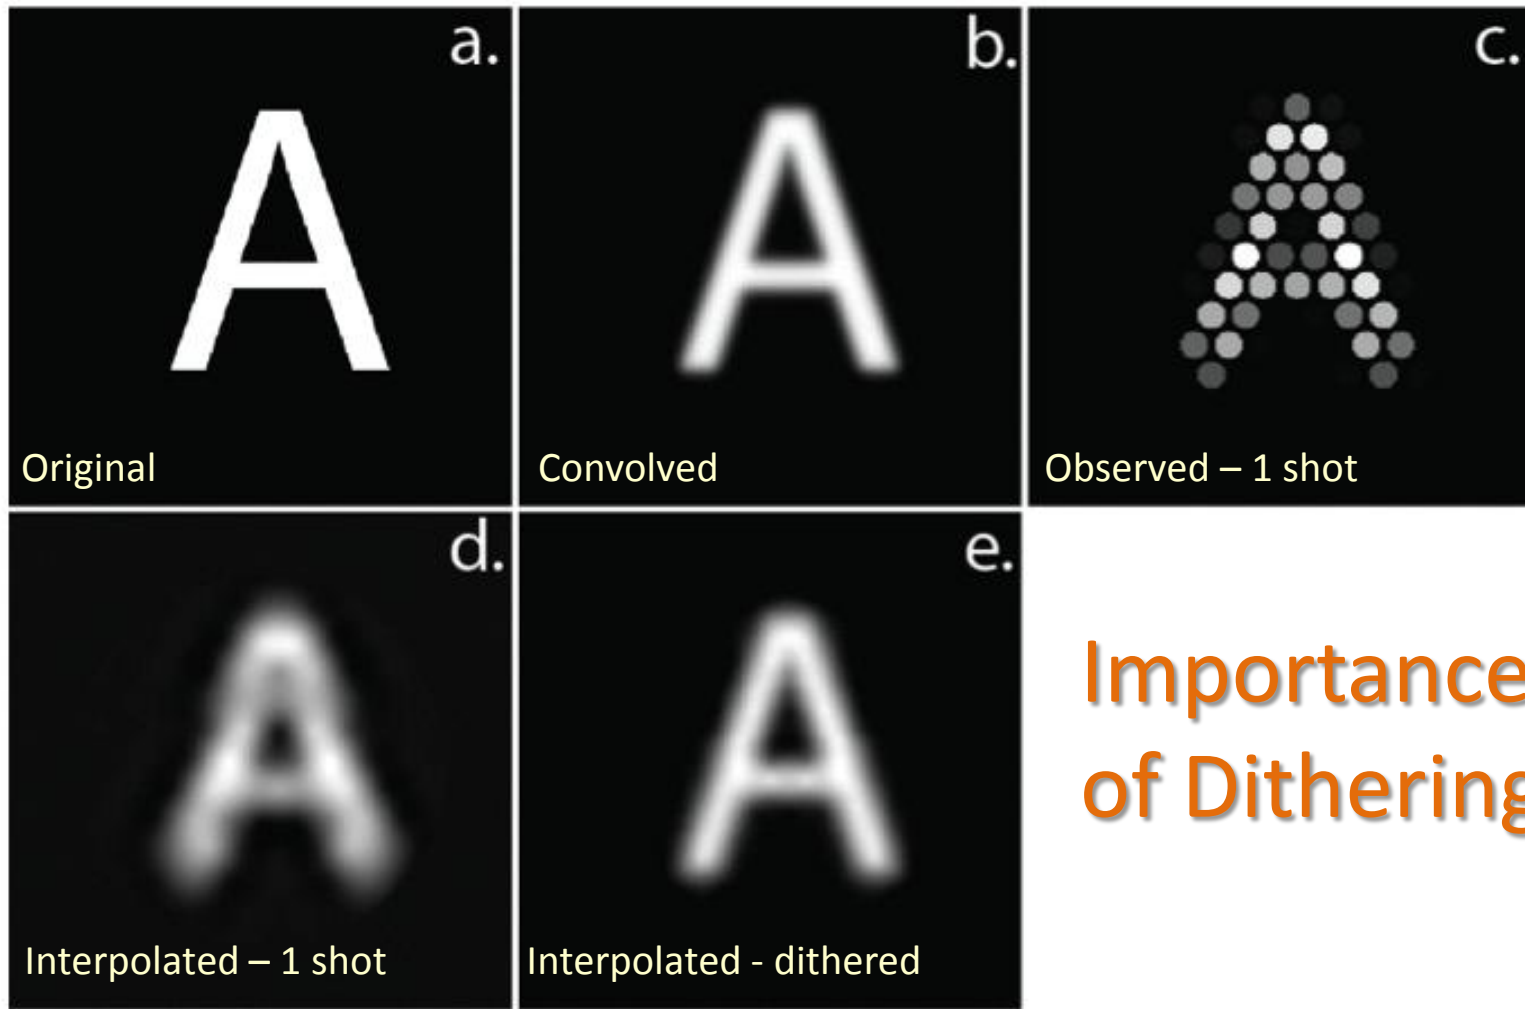 a.
A
Original
b.
A
Convolved
c.
A
Observed – 1 shot
d.
A
Interpolated – 1 shot
e.
A
Interpolated - dithered
Importance
of Dithering